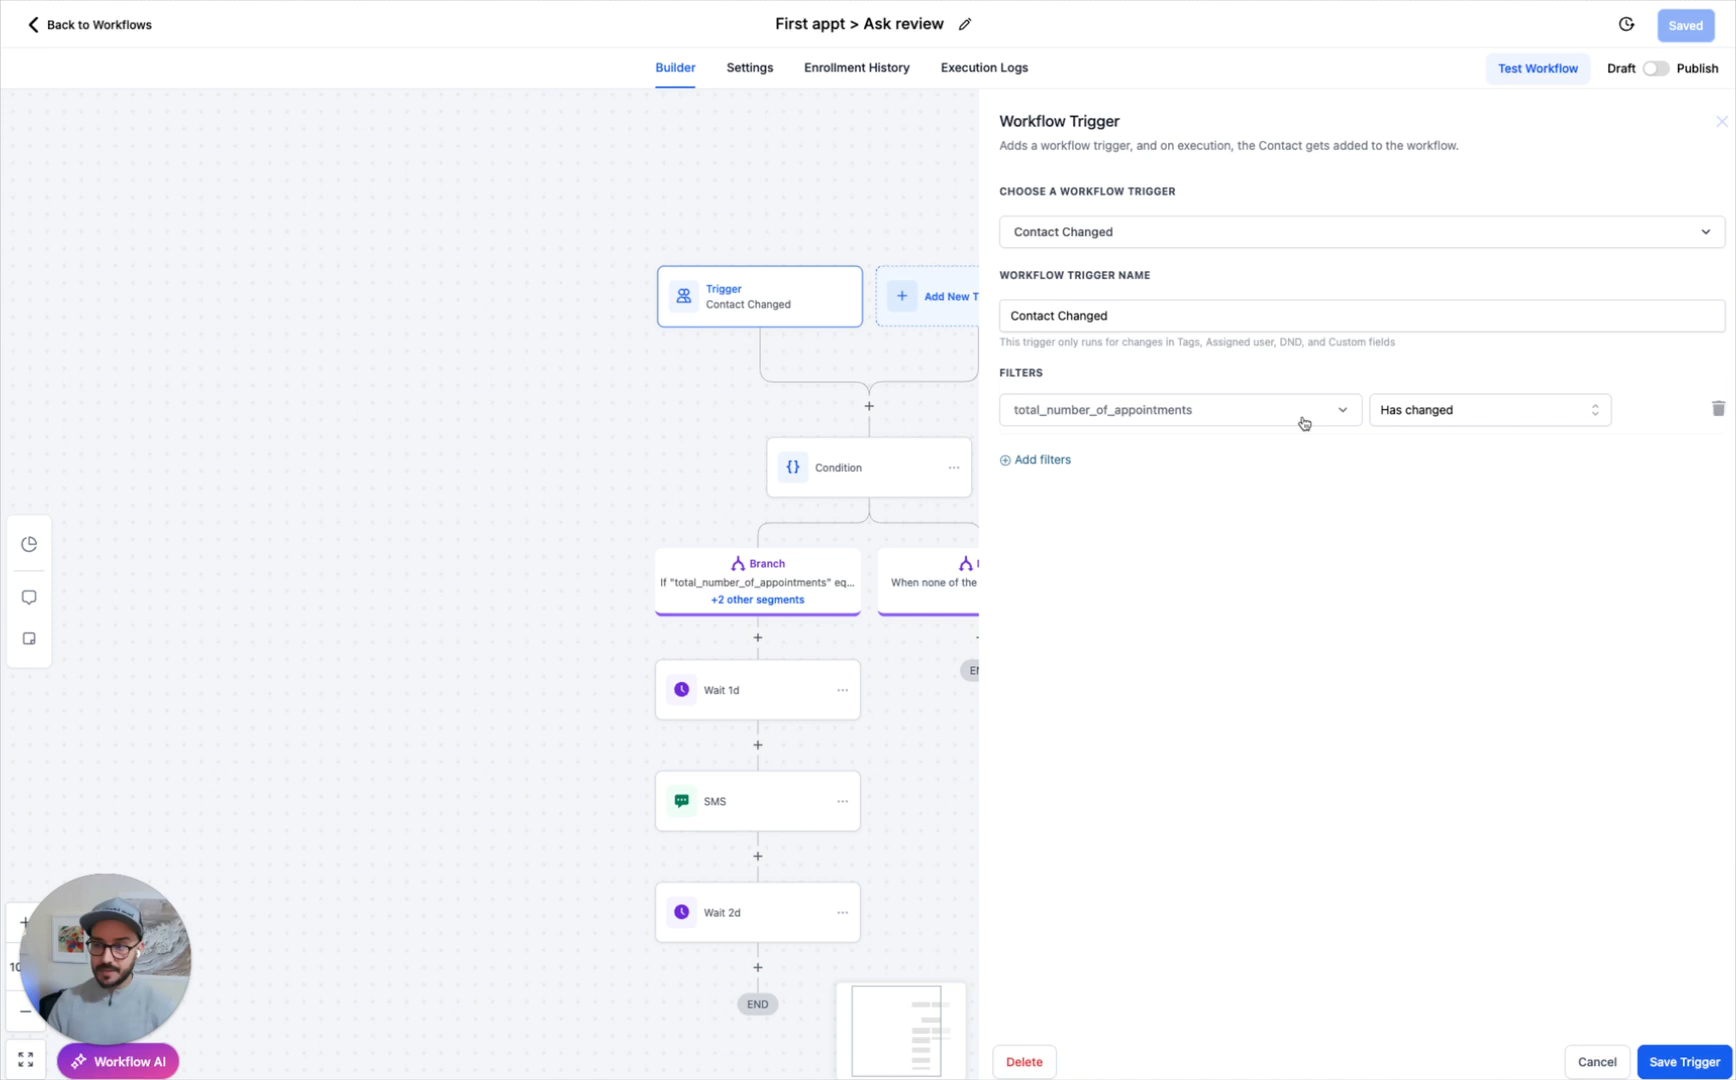 Back to Workflows
First appt > Ask review
Saved
Builder
Settings
Enrollment History
Execution Logs
Test Workflow
Draft
Publish
Workflow Trigger
Adds a workflow trigger, and on execution, the Contact gets added to the workflow.
CHOOSE A WORKFLOW TRIGGER
Contact Changed
WORKFLOW TRIGGER NAME
Contact Changed
This trigger only runs for changes in Tags, Assigned user, DND, and Custom fields
FILTERS
total_number_of_appointments
Has changed
Add filters
Trigger
Contact Changed
Add New T
Condition
Branch
If "total_number_of_appointments" eq...
+2 other segments
When none of the
Wait 1d
SMS
Wait 2d
END
10
Workflow AI
Delete
Cancel
Save Trigger